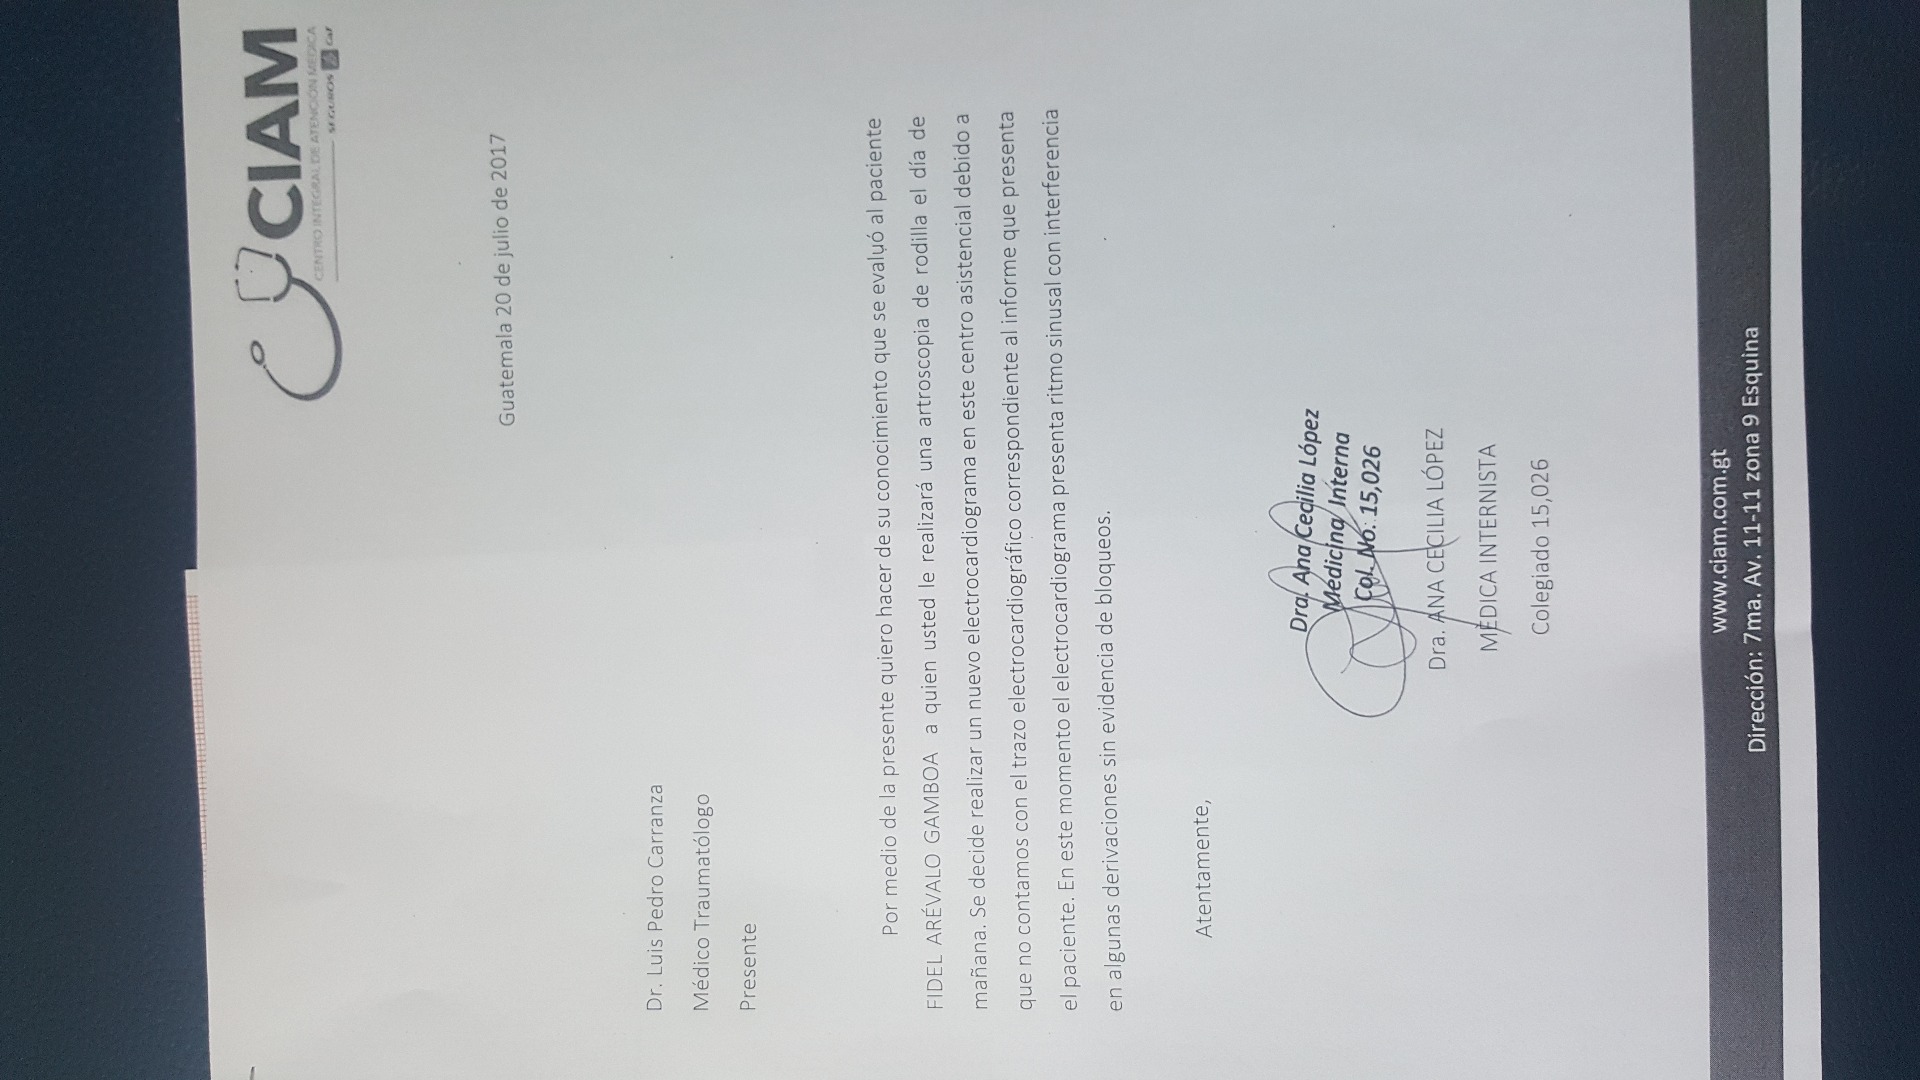 CIAM
CENTRO INTEGRAL DE ATENCIÓN MÉDICA
SEGUROS G&T
Guatemala 20 de julio de 2017
Dr. Luis Pedro Carranza
Médico Traumatólogo
Presente
Por medio de la presente quiero hacer de su conocimiento que se evaluó al paciente
FIDEL ARÉVALO GAMBOA a quien usted le realizará una artroscopia de rodilla el día de
mañana. Se decide realizar un nuevo electrocardiograma en este centro asistencial debido a
que no contamos con el trazo electrocardiográfico correspondiente al informe que presenta
el paciente. En este momento el electrocardiograma presenta ritmo sinusal con interferencia
en algunas derivaciones sin evidencia de bloqueos.
Atentamente,
Dra. Ana Cecilia López
Medicina Interna
Col. No. 15,026
Dra. ANA CECILIA LÓPEZ
MÉDICA INTERNISTA
Colegiado 15,026
www.ciam.com.gt
Dirección: 7ma. Av. 11-11 zona 9 Esquina